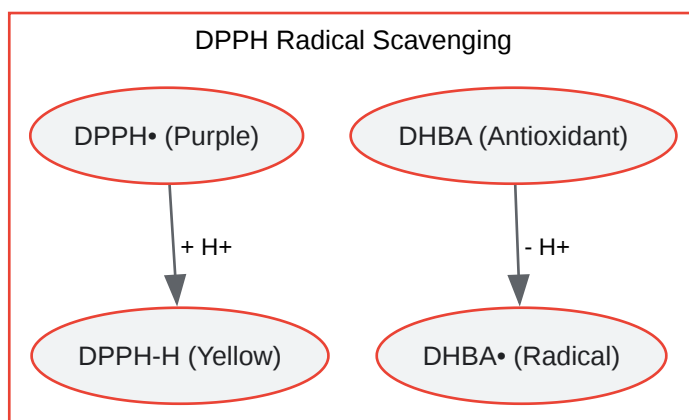 DPPH Radical Scavenging
DPPH• (Purple)
DHBA (Antioxidant)
+ H+
- H+
DPPH-H (Yellow)
DHBA• (Radical)